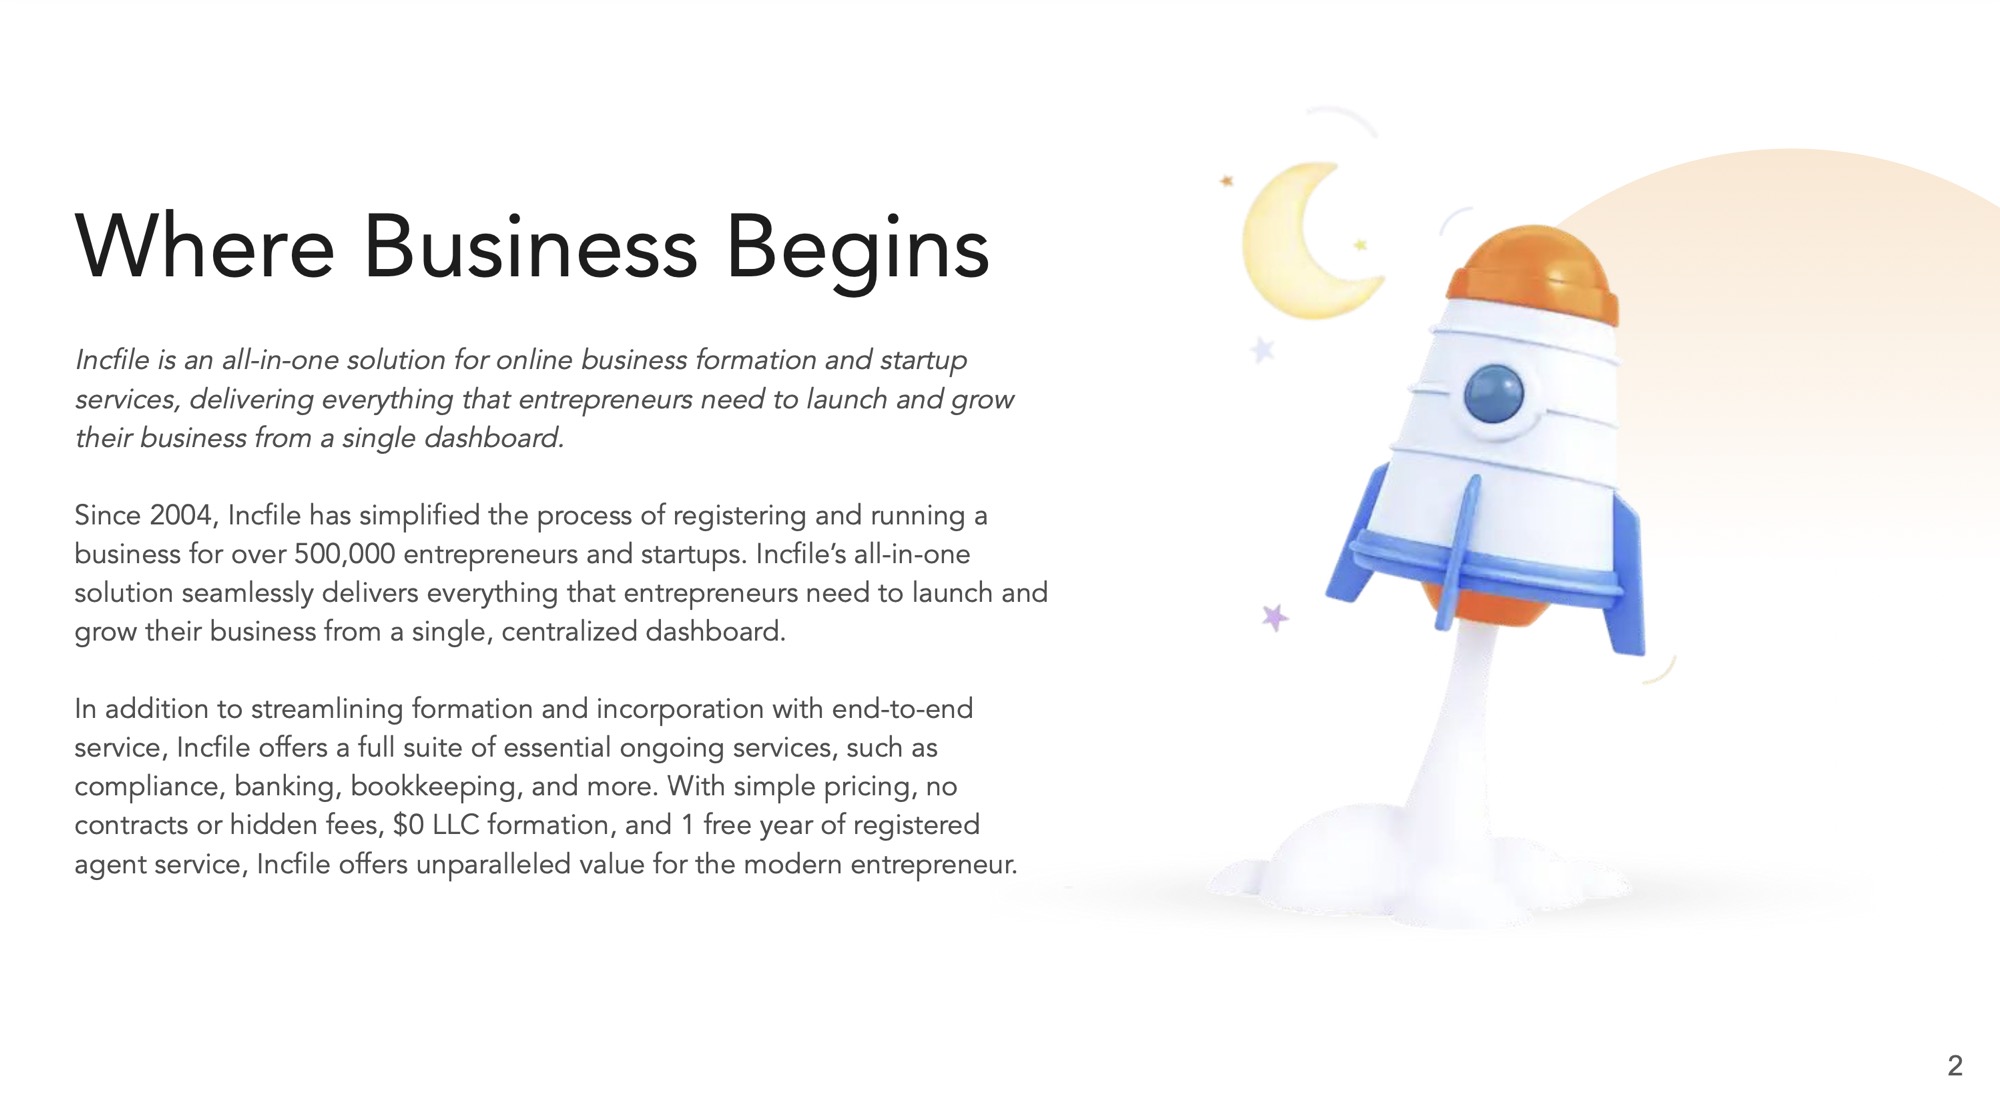 Where Business Begins
Incfile is an all-in-one solution for online business formation and startup
services, delivering everything that entrepreneurs need to launch and grow
their business from a single dashboard.
Since 2004, Incfile has simplified the process of registering and running a
business for over 500,000 entrepreneurs and startups. Incfile’s all-in-one
solution seamlessly delivers everything that entrepreneurs need to launch and
grow their business from a single, centralized dashboard.
In addition to streamlining formation and incorporation with end-to-end
service, Incfile offers a full suite of essential ongoing services, such as
compliance, banking, bookkeeping, and more. With simple pricing, no
contracts or hidden fees, $0 LLC formation, and 1 free year of registered
agent service, Incfile offers unparalleled value for the modern entrepreneur.
2